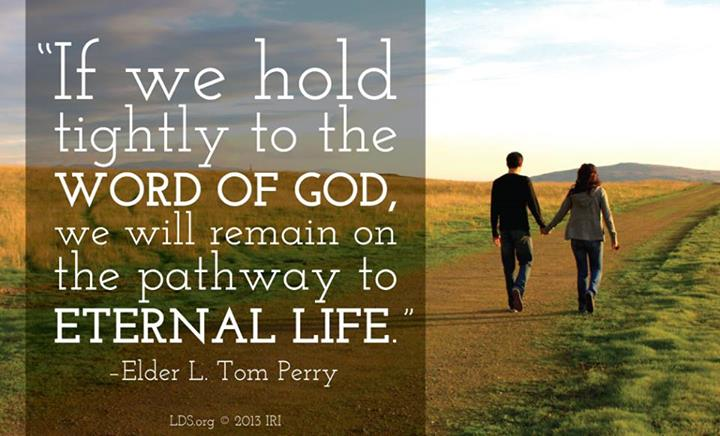 “If we hold
tightly to the
WORD OF GOD,
we will remain on
the pathway to
ETERNAL LIFE.”
–Elder L. Tom Perry
LDS.org © 2013 IRI